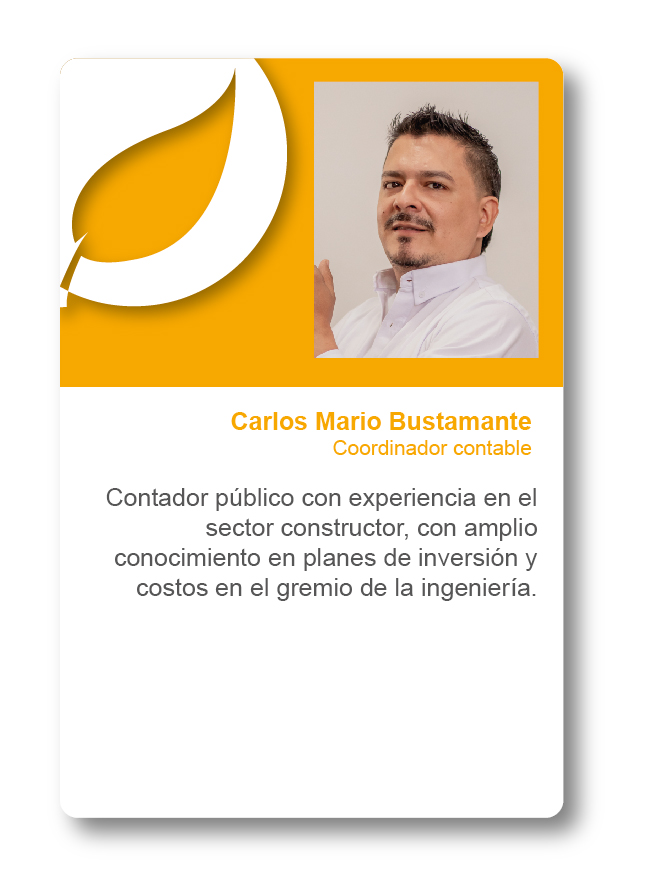 Carlos Mario Bustamante
Coordinador contable
Contador público con experiencia en el
sector constructor, con amplio
conocimiento en planes de inversión y
costos en el gremio de la ingeniería.